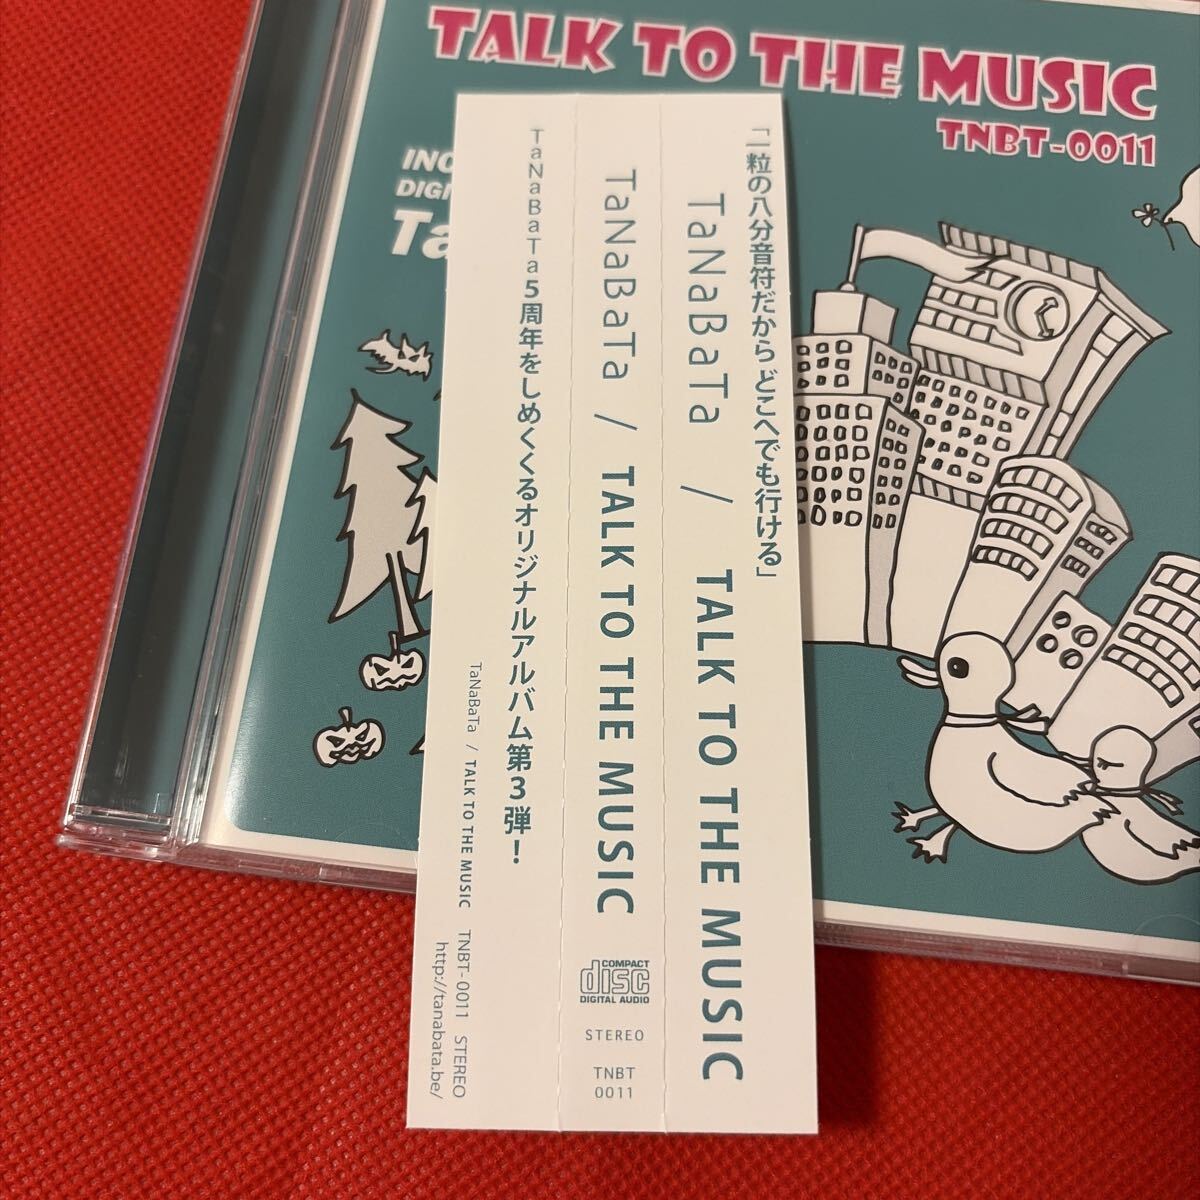 TALK TO THE MUSIC
TNBT-0011
「一粒の八分音符だから どこへでも行ける」
TaNaBaTa / TALK TO THE MUSIC
TaNaBaTa / TALK TO THE MUSIC
COMPACT
disc
DIGITAL AUDIO
STEREO
TNBT
0011
TaNaBaTa5周年をしめくくるオリジナルアルバム第3弾！
TaNaBaTa / TALK TO THE MUSIC TNBT-0011 STEREO
http://tanabata.be/